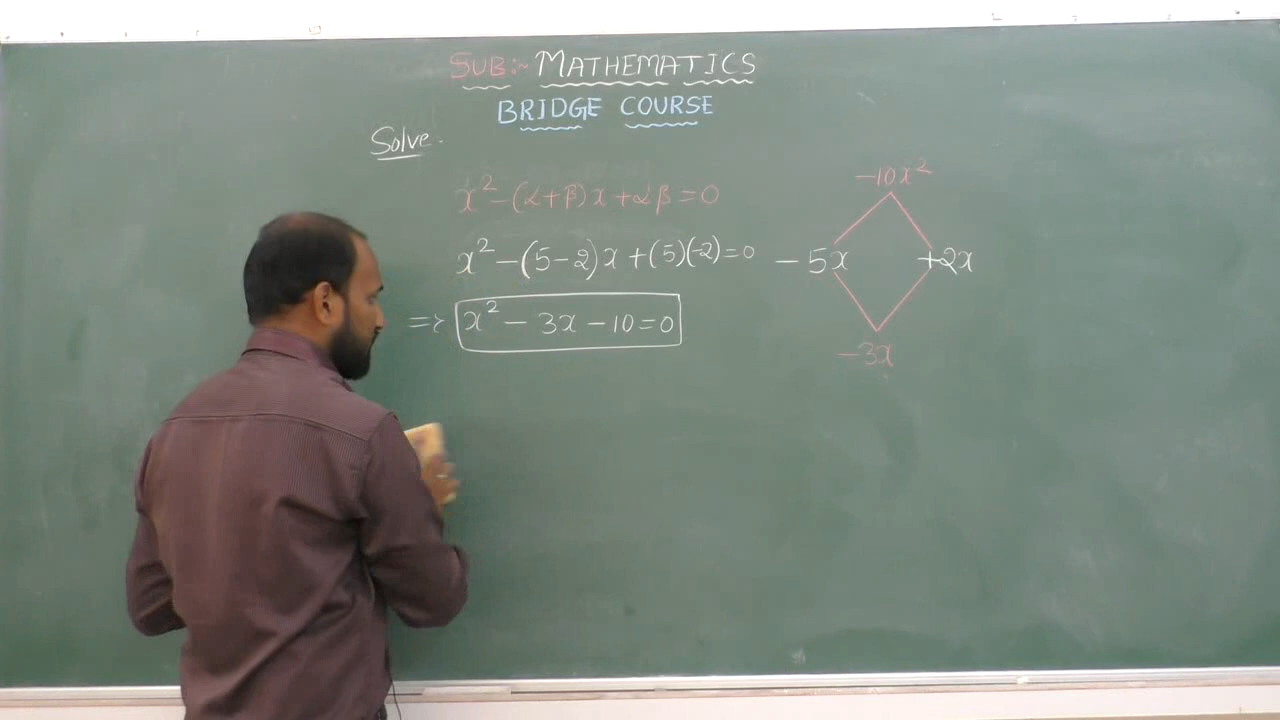 SUB:- MATHEMATICS
BRIDGE COURSE
Solve.
x² - (α+β)x + αβ = 0
x² - (5-2)x + (5)(-2) = 0
=> x² - 3x - 10 = 0
-10x²
-5x +2x
-3x